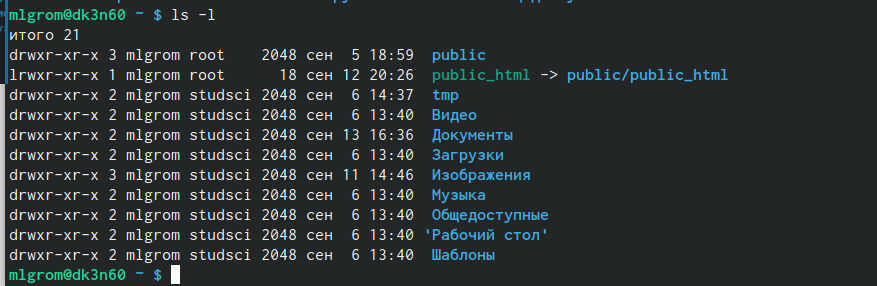 mlgrom@dk3n60 ~ $ ls -l
итого 21
drwxr-xr-x 3 mlgrom root    2048 сен  5 18:59  public
lrwxr-xr-x 1 mlgrom root      18 сен 12 20:26  public_html -> public/public_html
drwxr-xr-x 2 mlgrom studsci 2048 сен  6 14:37  tmp
drwxr-xr-x 2 mlgrom studsci 2048 сен  6 13:40  Видео
drwxr-xr-x 2 mlgrom studsci 2048 сен 13 16:36  Документы
drwxr-xr-x 2 mlgrom studsci 2048 сен  6 13:40  Загрузки
drwxr-xr-x 3 mlgrom studsci 2048 сен 11 14:46  Изображения
drwxr-xr-x 2 mlgrom studsci 2048 сен  6 13:40  Музыка
drwxr-xr-x 2 mlgrom studsci 2048 сен  6 13:40  Общедоступные
drwxr-xr-x 2 mlgrom studsci 2048 сен  6 13:40 'Рабочий стол'
drwxr-xr-x 2 mlgrom studsci 2048 сен  6 13:40  Шаблоны
mlgrom@dk3n60 ~ $